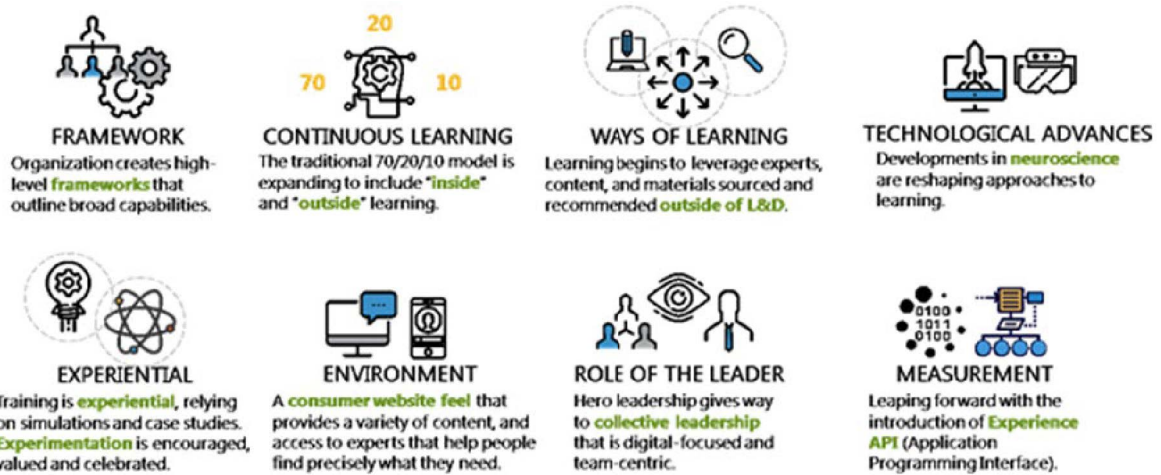 20
70
10
FRAMEWORK
Organization creates high-
level frameworks that
outline broad capabilities.
CONTINUOUS LEARNING
The traditional 70/20/10 model is
expanding to include "inside"
and "outside" learning.
WAYS OF LEARNING
Learning begins to leverage experts,
content, and materials sourced and
recommended outside of L&D.
TECHNOLOGICAL ADVANCES
Developments in neuroscience
are reshaping approaches to
learning.
EXPERIENTIAL
Training is experiential, relying
on simulations and case studies.
Experimentation is encouraged,
valued and celebrated.
ENVIRONMENT
A consumer website feel that
provides a variety of content, and
access to experts that help people
find precisely what they need.
ROLE OF THE LEADER
Hero leadership gives way
to collective leadership
that is digital-focused and
team-centric.
0100
1011
0100
MEASUREMENT
Leaping forward with the
introduction of Experience
API (Application
Programming Interface).